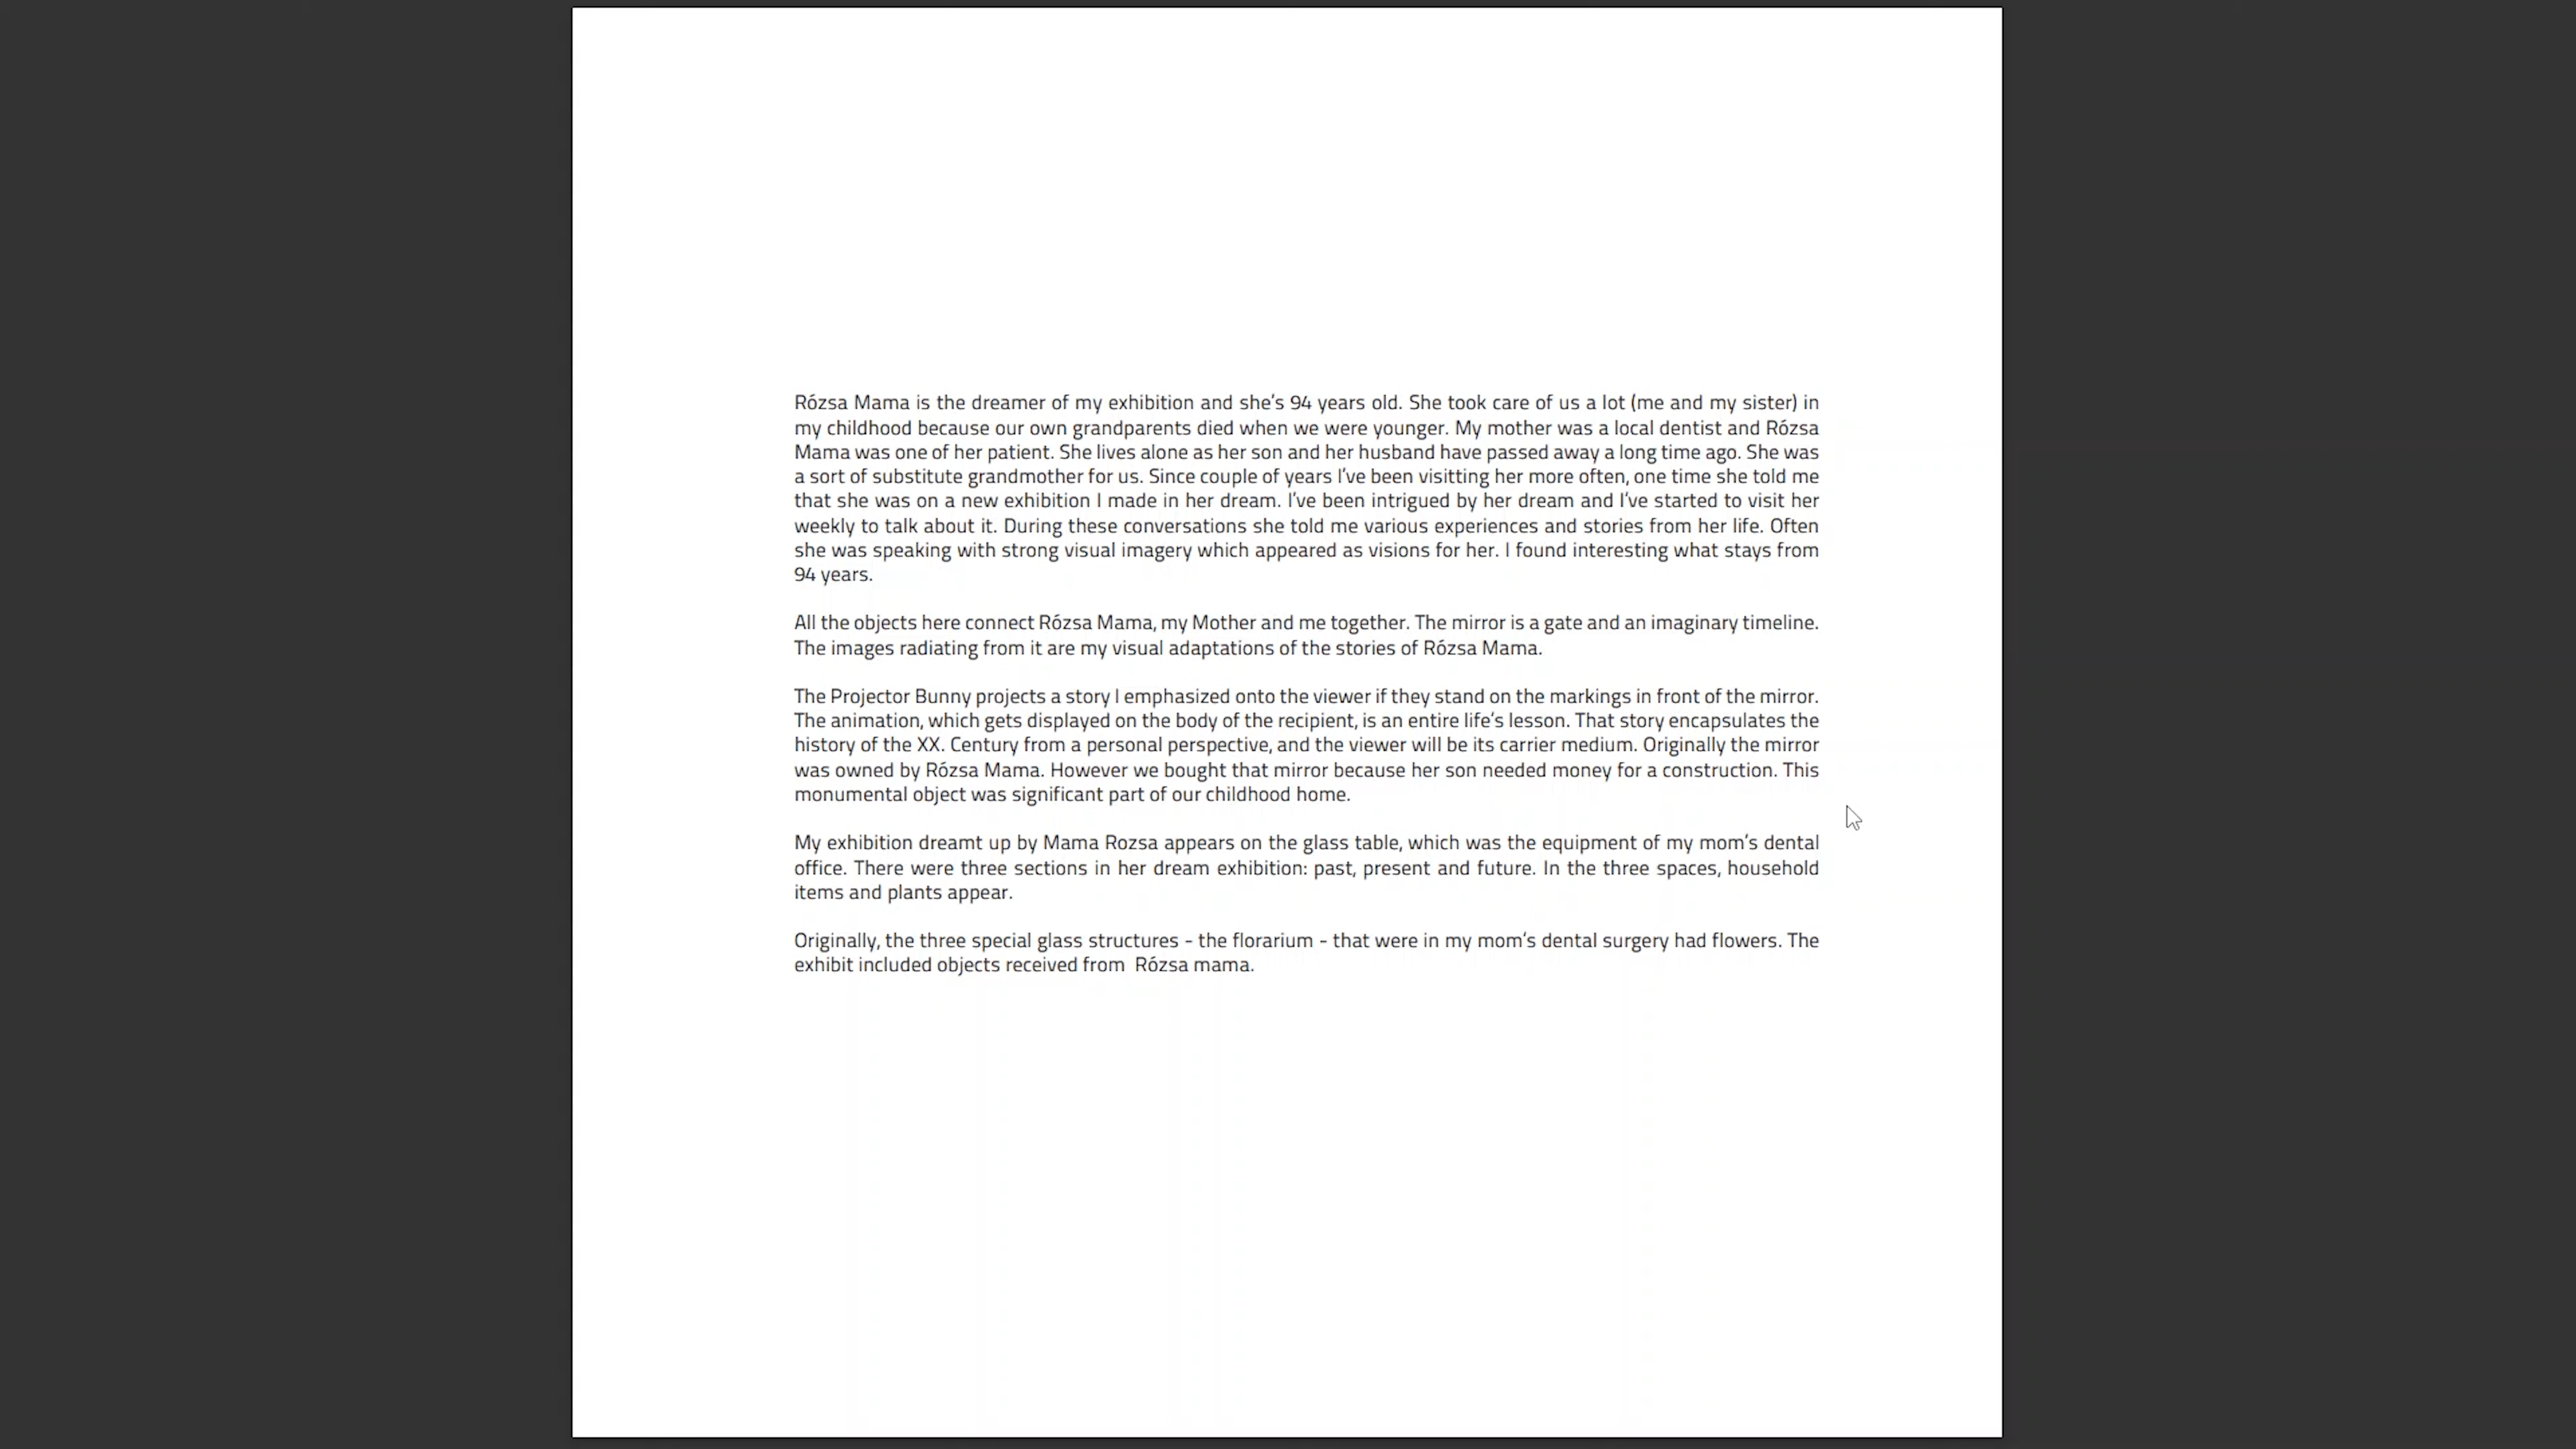 Rózsa Mama is the dreamer of my exhibition and she's 94 years old. She took care of us a lot (me and my sister) in
my childhood because our own grandparents died when we were younger. My mother was a local dentist and Rózsa
Mama was one of her patient. She lives alone as her son and her husband have passed away a long time ago. She was
a sort of substitute grandmother for us. Since couple of years I've been visitting her more often, one time she told me
that she was on a new exhibition I made in her dream. I've been intrigued by her dream and I've started to visit her
weekly to talk about it. During these conversations she told me various experiences and stories from her life. Often
she was speaking with strong visual imagery which appeared as visions for her. I found interesting what stays from
94 years.
All the objects here connect Rózsa Mama, my Mother and me together. The mirror is a gate and an imaginary timeline.
The images radiating from it are my visual adaptations of the stories of Rózsa Mama.
The Projector Bunny projects a story I emphasized onto the viewer if they stand on the markings in front of the mirror.
The animation, which gets displayed on the body of the recipient, is an entire life's lesson. That story encapsulates the
history of the XX. Century from a personal perspective, and the viewer will be its carrier medium. Originally the mirror
was owned by Rózsa Mama. However we bought that mirror because her son needed money for a construction. This
monumental object was significant part of our childhood home.
My exhibition dreamt up by Mama Rozsa appears on the glass table, which was the equipment of my mom's dental
office. There were three sections in her dream exhibition: past, present and future. In the three spaces, household
items and plants appear.
Originally, the three special glass structures - the florarium - that were in my mom's dental surgery had flowers. The
exhibit included objects received from  Rózsa mama.